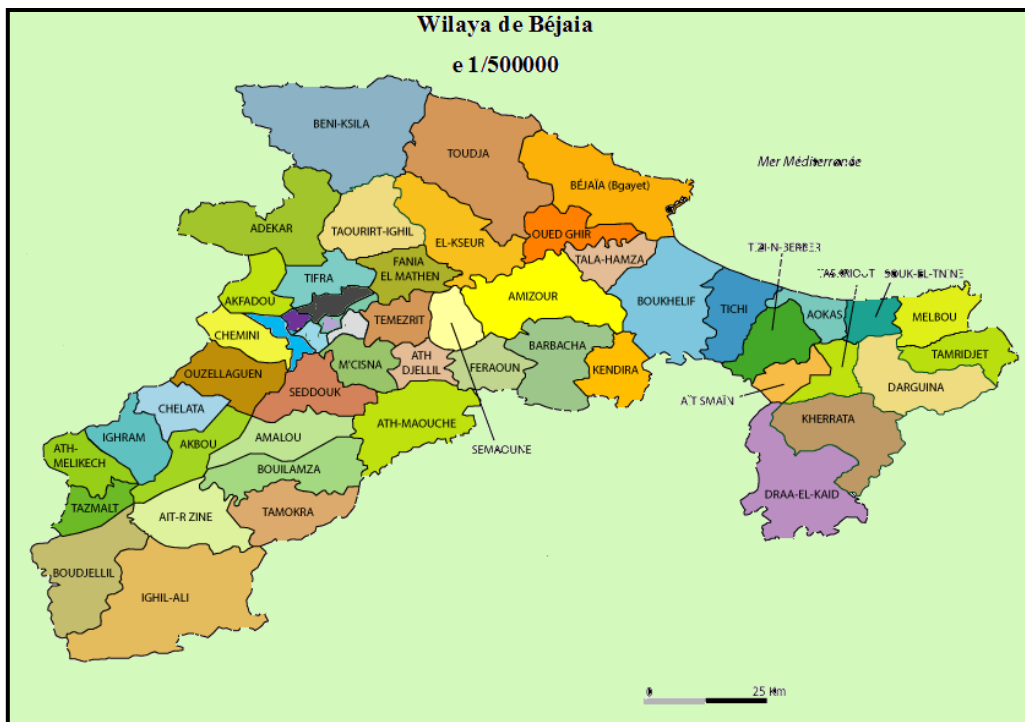 Wilaya de Béjaia
e 1/500000
BENI-KSILA
TOUDJA
Mer Méditerranée
BÉJAÏA (Bgayet)
ADEKAR
TAOURIRT-IGHIL
EL-KSEUR
OUED GHIR
TALA-HAMZA
TIZI-N-BERBER
TASKRIOUT
SOUK-EL-TNINE
FANIA
EL MATHEN
TIFRA
AKFADOU
AMIZOUR
BOUKHELIF
TICHI
AOKAS
MELBOU
CHEMINI
TEMEZRIT
BARBACHA
TAMRIDJET
M'CISNA
ATH
DJELLIL
FERAOUN
KENDIRA
OUZELLAGUEN
SEDDOUK
AÏT SMAÏN
DARGUINA
CHELATA
ATH-MAOUCHE
KHERRATA
IGHRAM
AKBOU
AMALOU
SEMAOUNE
ATH-
MELIKECH
BOUILAMZA
DRAA-EL-KAID
TAZMALT
AIT-R ZINE
TAMOKRA
BOUDJELLIL
IGHIL-ALI
0 25 Km